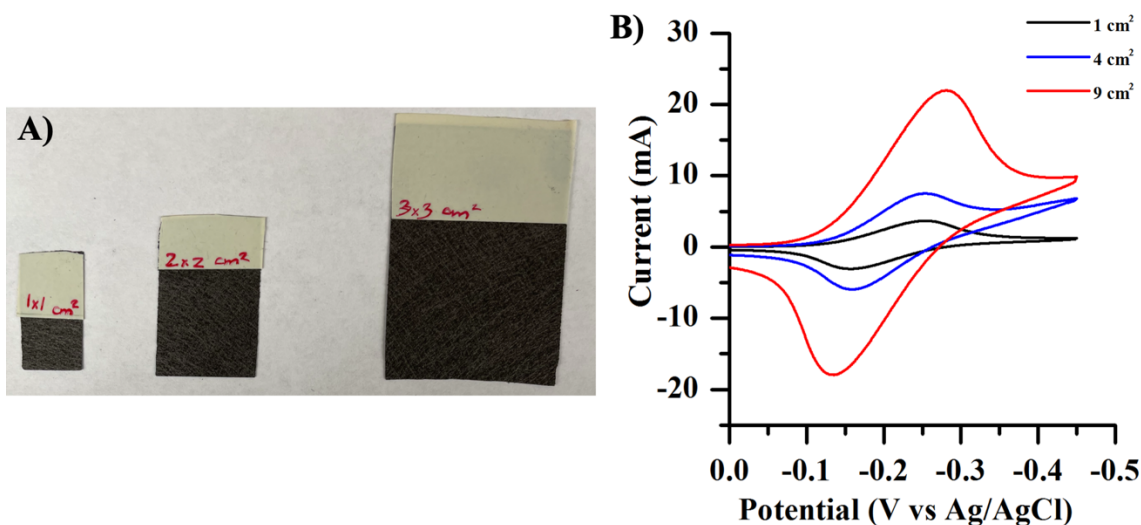 A)
1x1 cm²
2x2 cm²
3x3 cm²
B)
1 cm²
4 cm²
9 cm²
Current (mA)
30
20
10
0
-10
-20
0.0 -0.1 -0.2 -0.3 -0.4 -0.5
Potential (V vs Ag/AgCl)